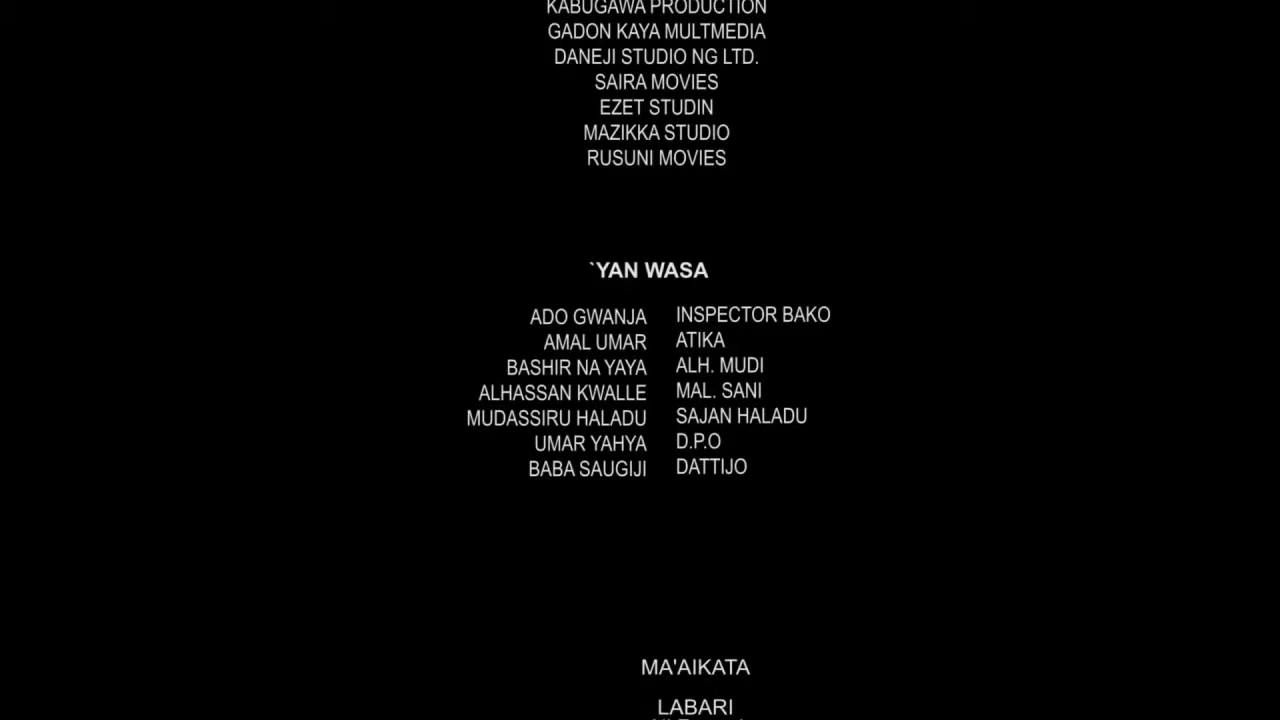 KABUGAWA PRODUCTION
GADON KAYA MULTMEDIA
DANEJI STUDIO NG LTD.
SAIRA MOVIES
EZET STUDIN
MAZIKKA STUDIO
RUSUNI MOVIES
`YAN WASA
ADO GWANJA INSPECTOR BAKO
AMAL UMAR ATIKA
BASHIR NA YAYA ALH. MUDI
ALHASSAN KWALLE MAL. SANI
MUDASSIRU HALADU SAJAN HALADU
UMAR YAHYA D.P.O
BABA SAUGIJI DATTIJO
MA'AIKATA
LABARI